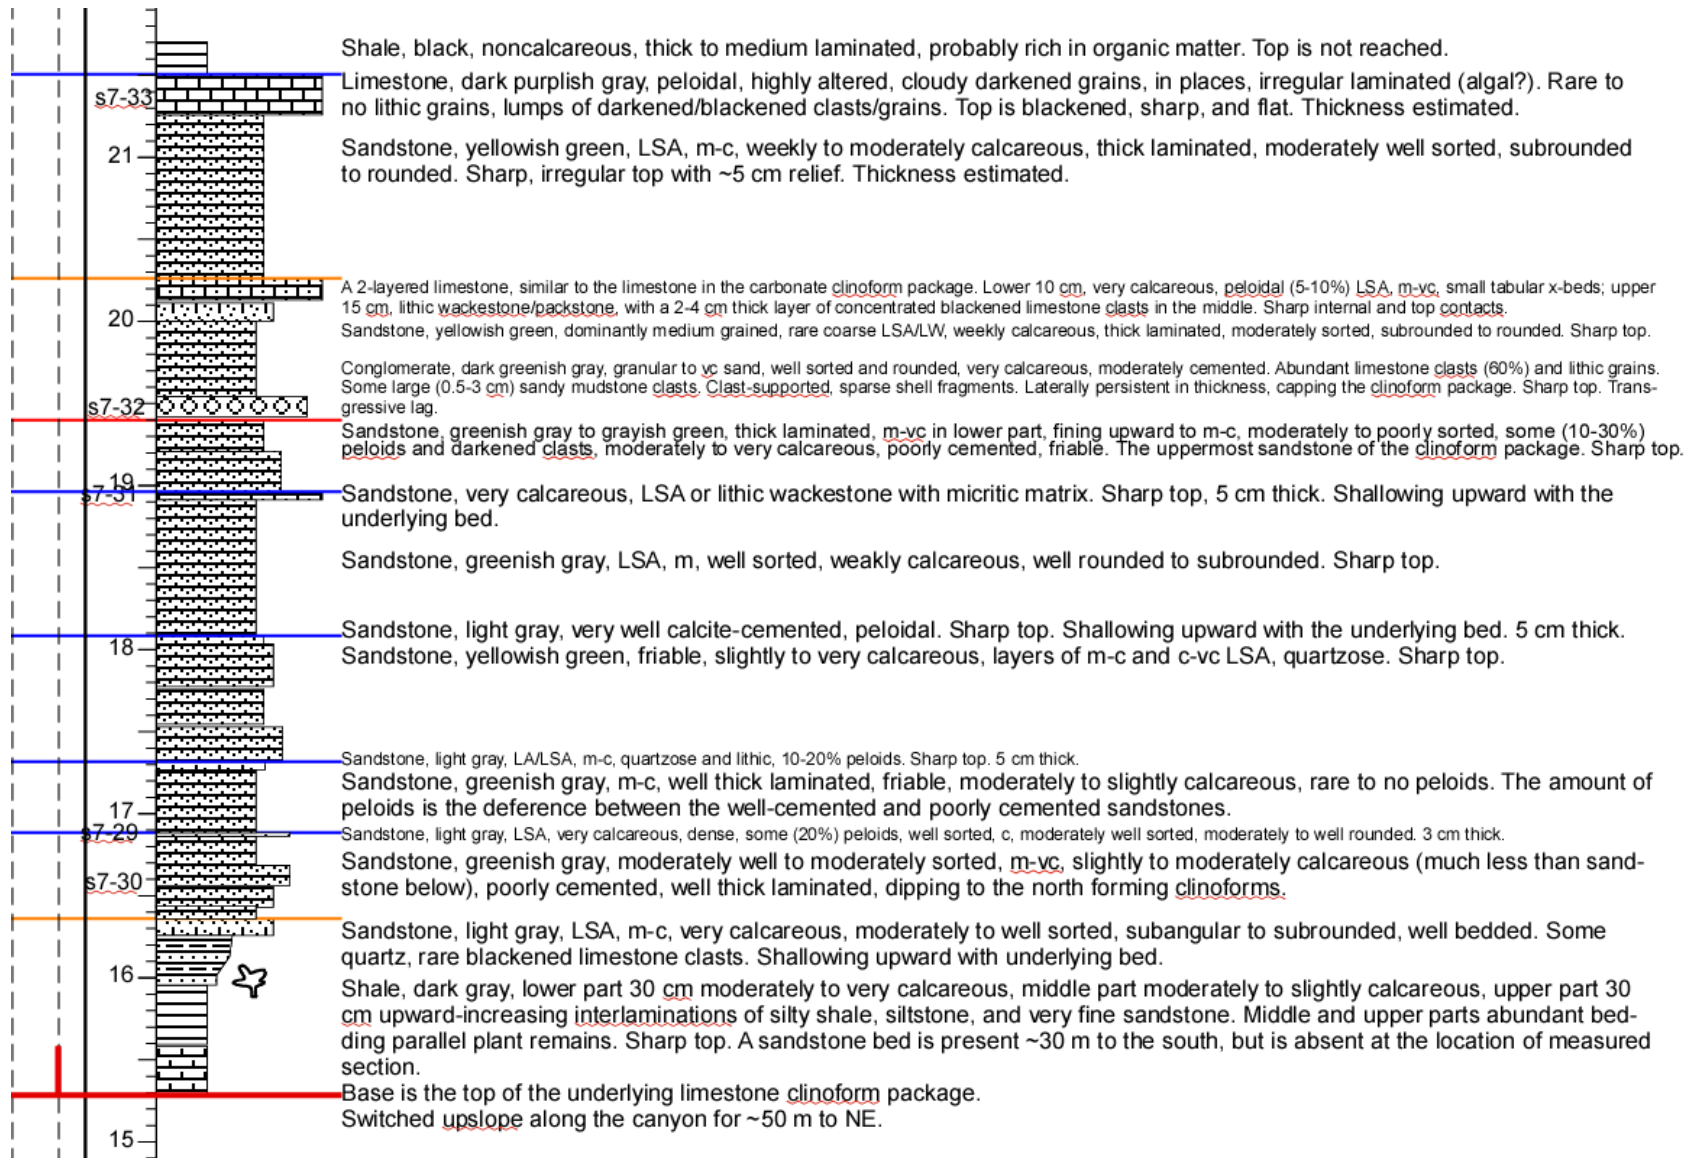 Shale, black, noncalcareous, thick to medium laminated, probably rich in organic matter. Top is not reached.
s7-33
Limestone, dark purplish gray, peloidal, highly altered, cloudy darkened grains, in places, irregular laminated (algal?). Rare to
no lithic grains, lumps of darkened/blackened clasts/grains. Top is blackened, sharp, and flat. Thickness estimated.
21
Sandstone, yellowish green, LSA, m-c, weekly to moderately calcareous, thick laminated, moderately well sorted, subrounded
to rounded. Sharp, irregular top with ~5 cm relief. Thickness estimated.
A 2-layered limestone, similar to the limestone in the carbonate clinoform package. Lower 10 cm, very calcareous, peloidal (5-10%) LSA, m-vc, small tabular x-beds; upper
15 cm, lithic wackestone/packstone, with a 2-4 cm thick layer of concentrated blackened limestone clasts in the middle. Sharp internal and top contacts.
20
Sandstone, yellowish green, dominantly medium grained, rare coarse LSA/LW, weekly calcareous, thick laminated, moderately sorted, subrounded to rounded. Sharp top.
Conglomerate, dark greenish gray, granular to vc sand, well sorted and rounded, very calcareous, moderately cemented. Abundant limestone clasts (60%) and lithic grains.
Some large (0.5-3 cm) sandy mudstone clasts. Clast-supported, sparse shell fragments. Laterally persistent in thickness, capping the clinoform package. Sharp top. Trans-
gressive lag.
s7-32
Sandstone, greenish gray to grayish green, thick laminated, m-vc in lower part, fining upward to m-c, moderately to poorly sorted, some (10-30%)
peloids and darkened clasts, moderately to very calcareous, poorly cemented, friable. The uppermost sandstone of the clinoform package. Sharp top.
19
s7-31
Sandstone, very calcareous, LSA or lithic wackestone with micritic matrix. Sharp top, 5 cm thick. Shallowing upward with the
underlying bed.
Sandstone, greenish gray, LSA, m, well sorted, weakly calcareous, well rounded to subrounded. Sharp top.
Sandstone, light gray, very well calcite-cemented, peloidal. Sharp top. Shallowing upward with the underlying bed. 5 cm thick.
18
Sandstone, yellowish green, friable, slightly to very calcareous, layers of m-c and c-vc LSA, quartzose. Sharp top.
Sandstone, light gray, LA/LSA, m-c, quartzose and lithic, 10-20% peloids. Sharp top. 5 cm thick.
Sandstone, greenish gray, m-c, well thick laminated, friable, moderately to slightly calcareous, rare to no peloids. The amount of
peloids is the deference between the well-cemented and poorly cemented sandstones.
17
s7-29
Sandstone, light gray, LSA, very calcareous, dense, some (20%) peloids, well sorted, c, moderately well sorted, moderately to well rounded. 3 cm thick.
Sandstone, greenish gray, moderately well to moderately sorted, m-vc, slightly to moderately calcareous (much less than sand-
stone below), poorly cemented, well thick laminated, dipping to the north forming clinoforms.
s7-30
Sandstone, light gray, LSA, m-c, very calcareous, moderately to well sorted, subangular to subrounded, well bedded. Some
quartz, rare blackened limestone clasts. Shallowing upward with underlying bed.
16
Shale, dark gray, lower part 30 cm moderately to very calcareous, middle part moderately to slightly calcareous, upper part 30
cm upward-increasing interlaminations of silty shale, siltstone, and very fine sandstone. Middle and upper parts abundant bed-
ding parallel plant remains. Sharp top. A sandstone bed is present ~30 m to the south, but is absent at the location of measured
section.
Base is the top of the underlying limestone clinoform package.
Switched upslope along the canyon for ~50 m to NE.
15